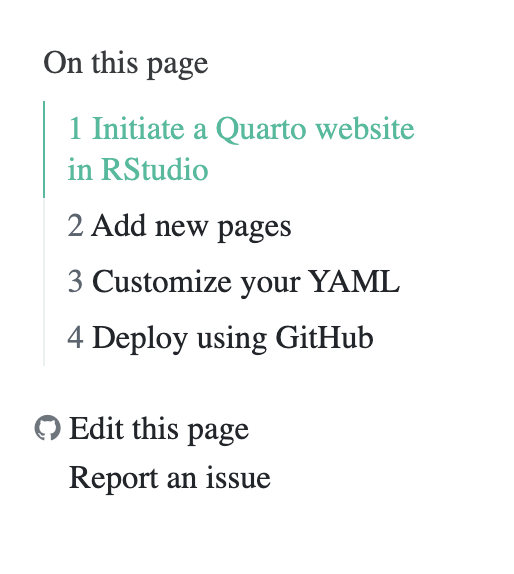 On this page
1 Initiate a Quarto website
in RStudio
2 Add new pages
3 Customize your YAML
4 Deploy using GitHub
Edit this page
Report an issue